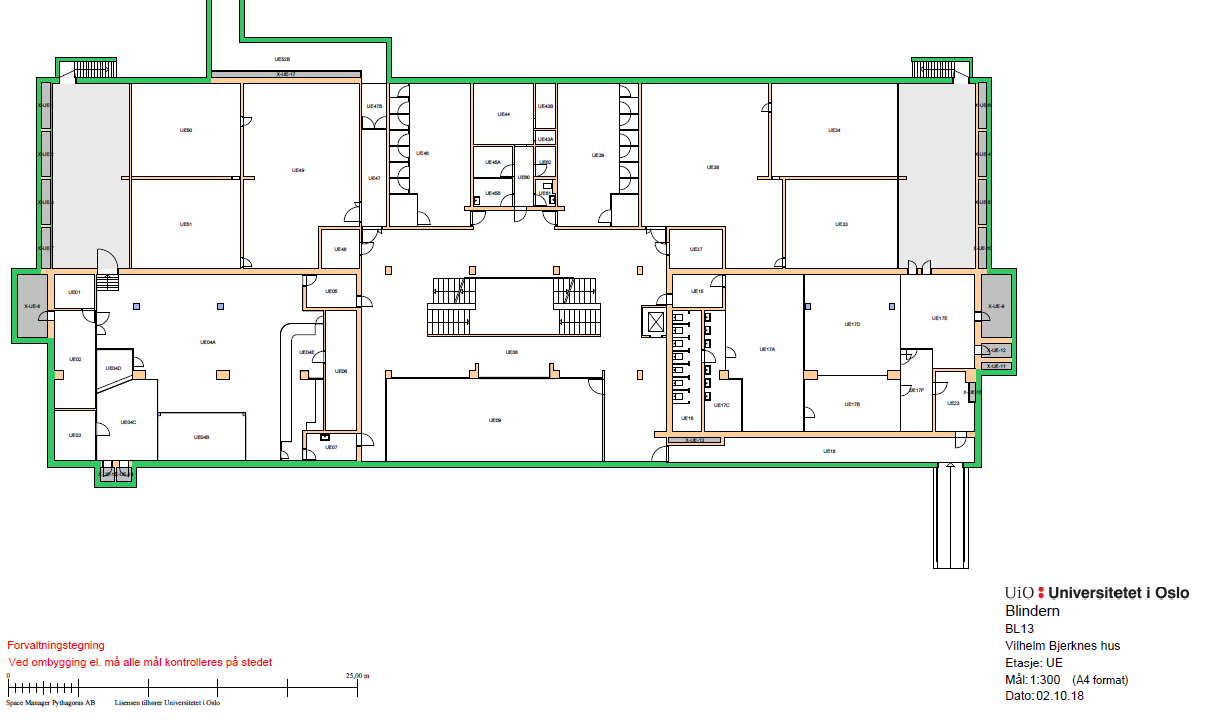 UE52B
X-UE-17
UE47B
UE50
UE49
UE46
UE44
UE43B
UE43A
UE39
UE38
UE34
UE47
UE45A
UE80
UE45B
UE51
UE33
UE48
UE37
UE01
UE05
UE15
X-UE-8
X-UE-9
UE04A
UE17D
UE17E
UE02
UE04D
UE04E
UE06
UE08
UE17A
X-UE-12
X-UE-11
UE03
UE04C
UE04B
UE07
UE09
UE16
UE17C
UE17B
UE17F
UE23
X-UE-13
UE18
UiO Universitetet i Oslo
Blindern
BL13
Vilhelm Bjerknes hus
Etasje: UE
Mål:1:300 (A4 format)
Dato: 02.10.18
Forvaltningstegning
Ved ombygging el. må alle mål kontrolleres på stedet
0 25,00 m
Space Manager Pythagoras AB Lisensen tilhører Universitetet i Oslo